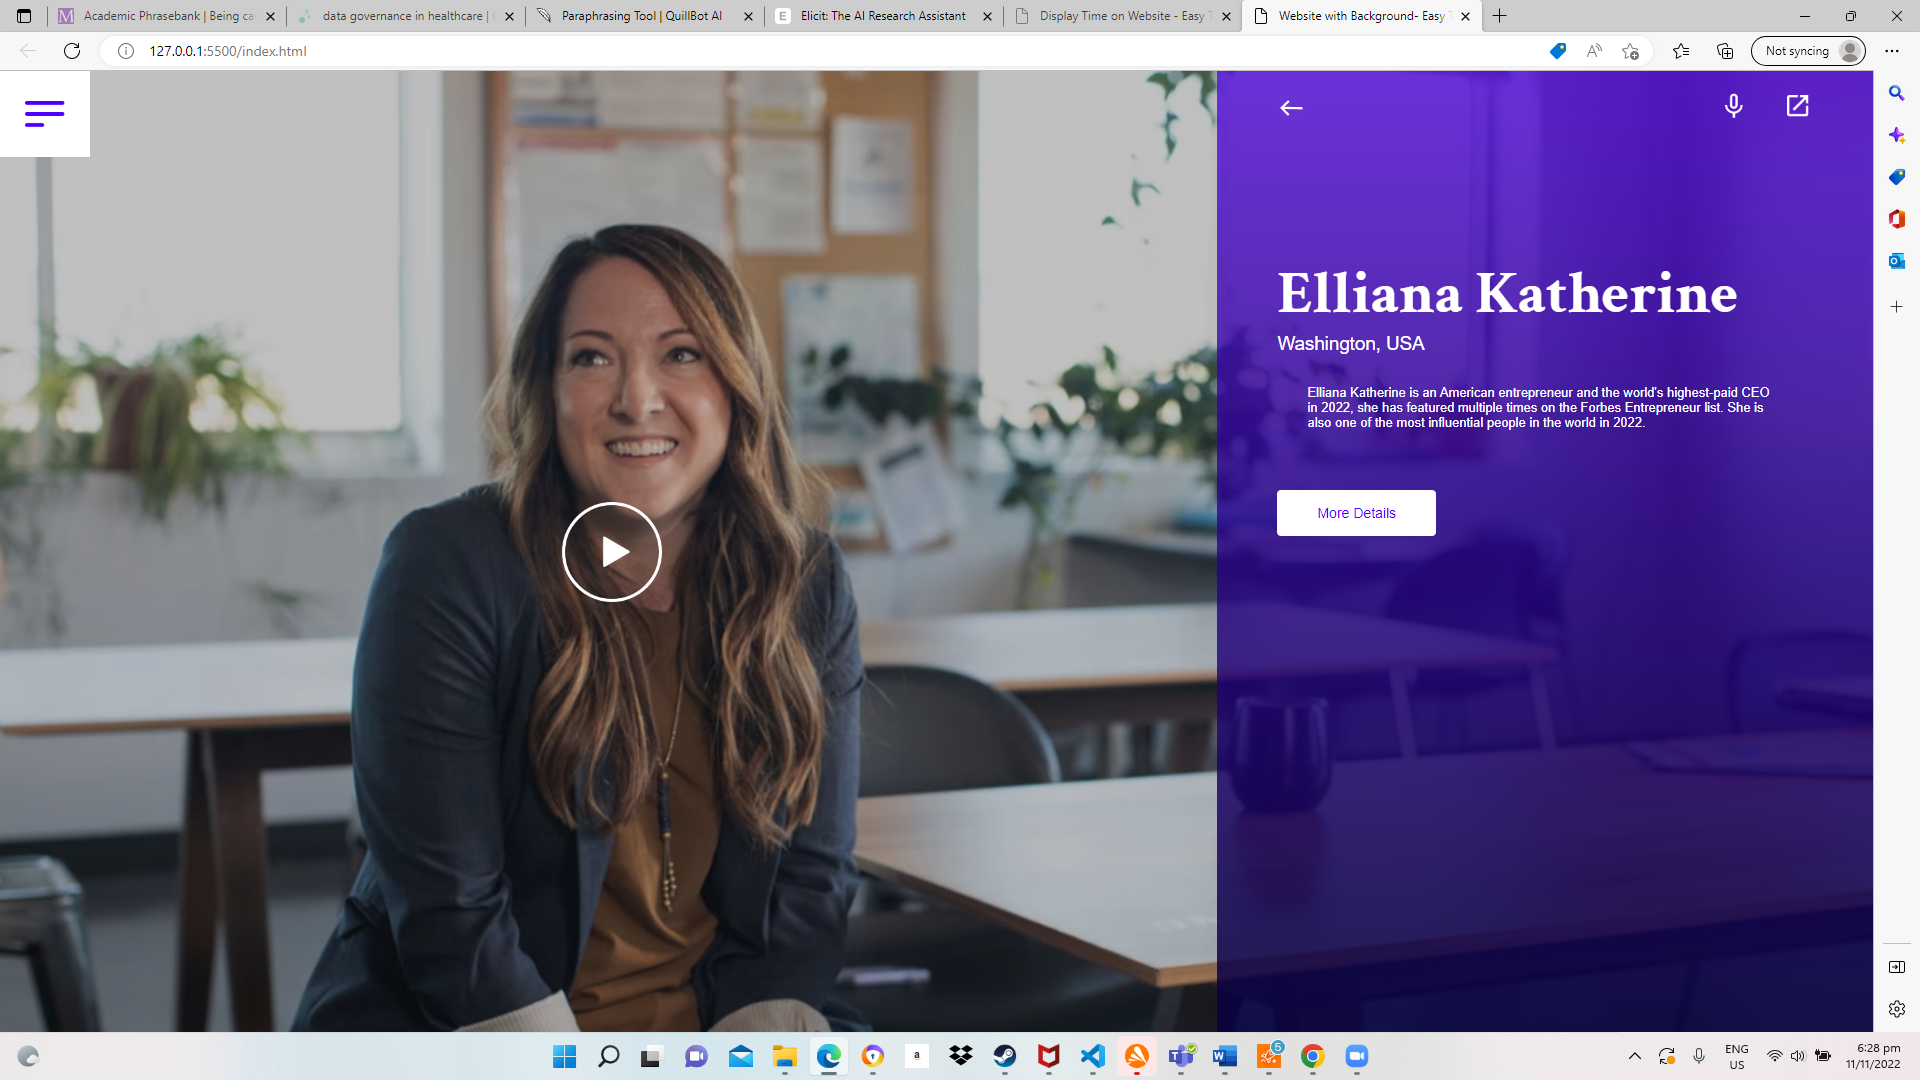 Academic Phrasebank | Being ca
data governance in healthcare |
Paraphrasing Tool | QuillBot AI
Elicit: The AI Research Assistant
Display Time on Website - Easy T
Website with Background- Easy T
127.0.0.1:5500/index.html
Not syncing
Elliana Katherine
Washington, USA
Elliana Katherine is an American entrepreneur and the world's highest-paid CEO
in 2022, she has featured multiple times on the Forbes Entrepreneur list. She is
also one of the most influential people in the world in 2022.
More Details
5
ENG
US
6:28 pm
11/11/2022